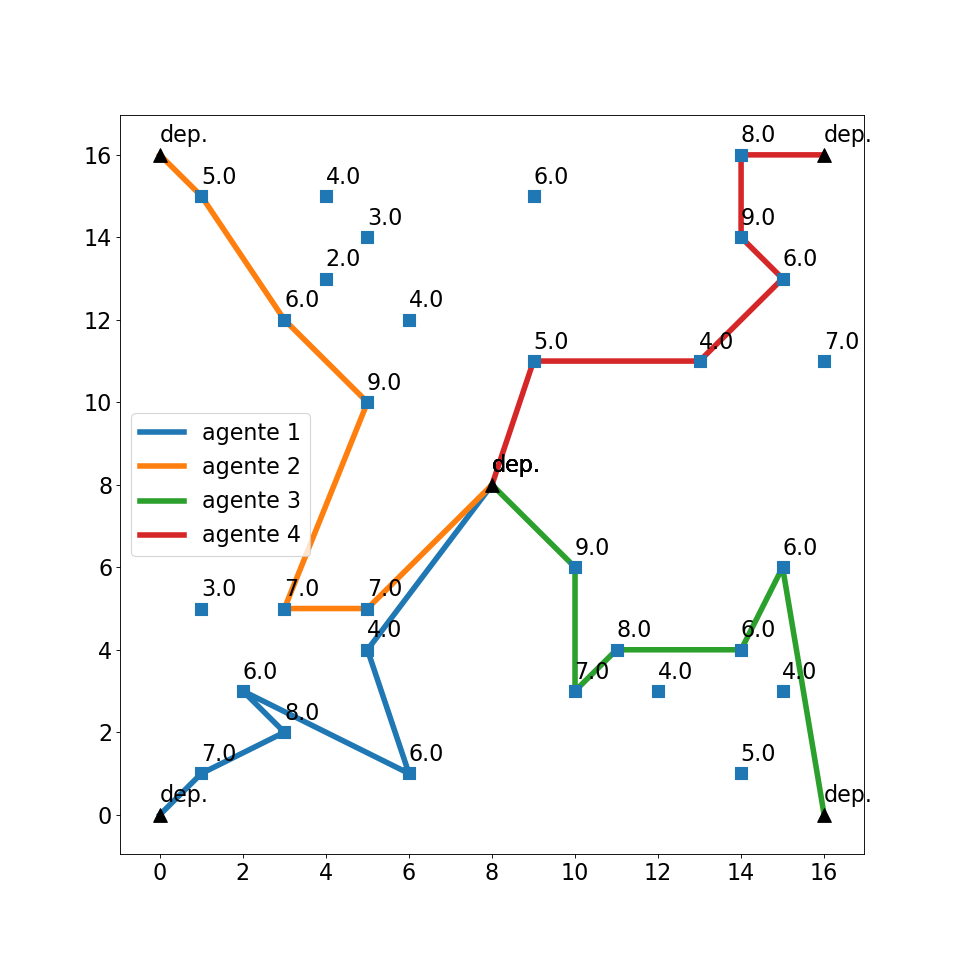 dep. 8.0 dep.
16
5.0 4.0 6.0
3.0 9.0
14
2.0 6.0
6.0 4.0
12
5.0 4.0 7.0
9.0
10
agente 1
agente 2
agente 3
agente 4
dep.
8
9.0 6.0
6
3.0 7.0 7.0
4.0 8.0 6.0
4
6.0 7.0 4.0 4.0
8.0
2
7.0 6.0 5.0
dep. dep.
0
0 2 4 6 8 10 12 14 16